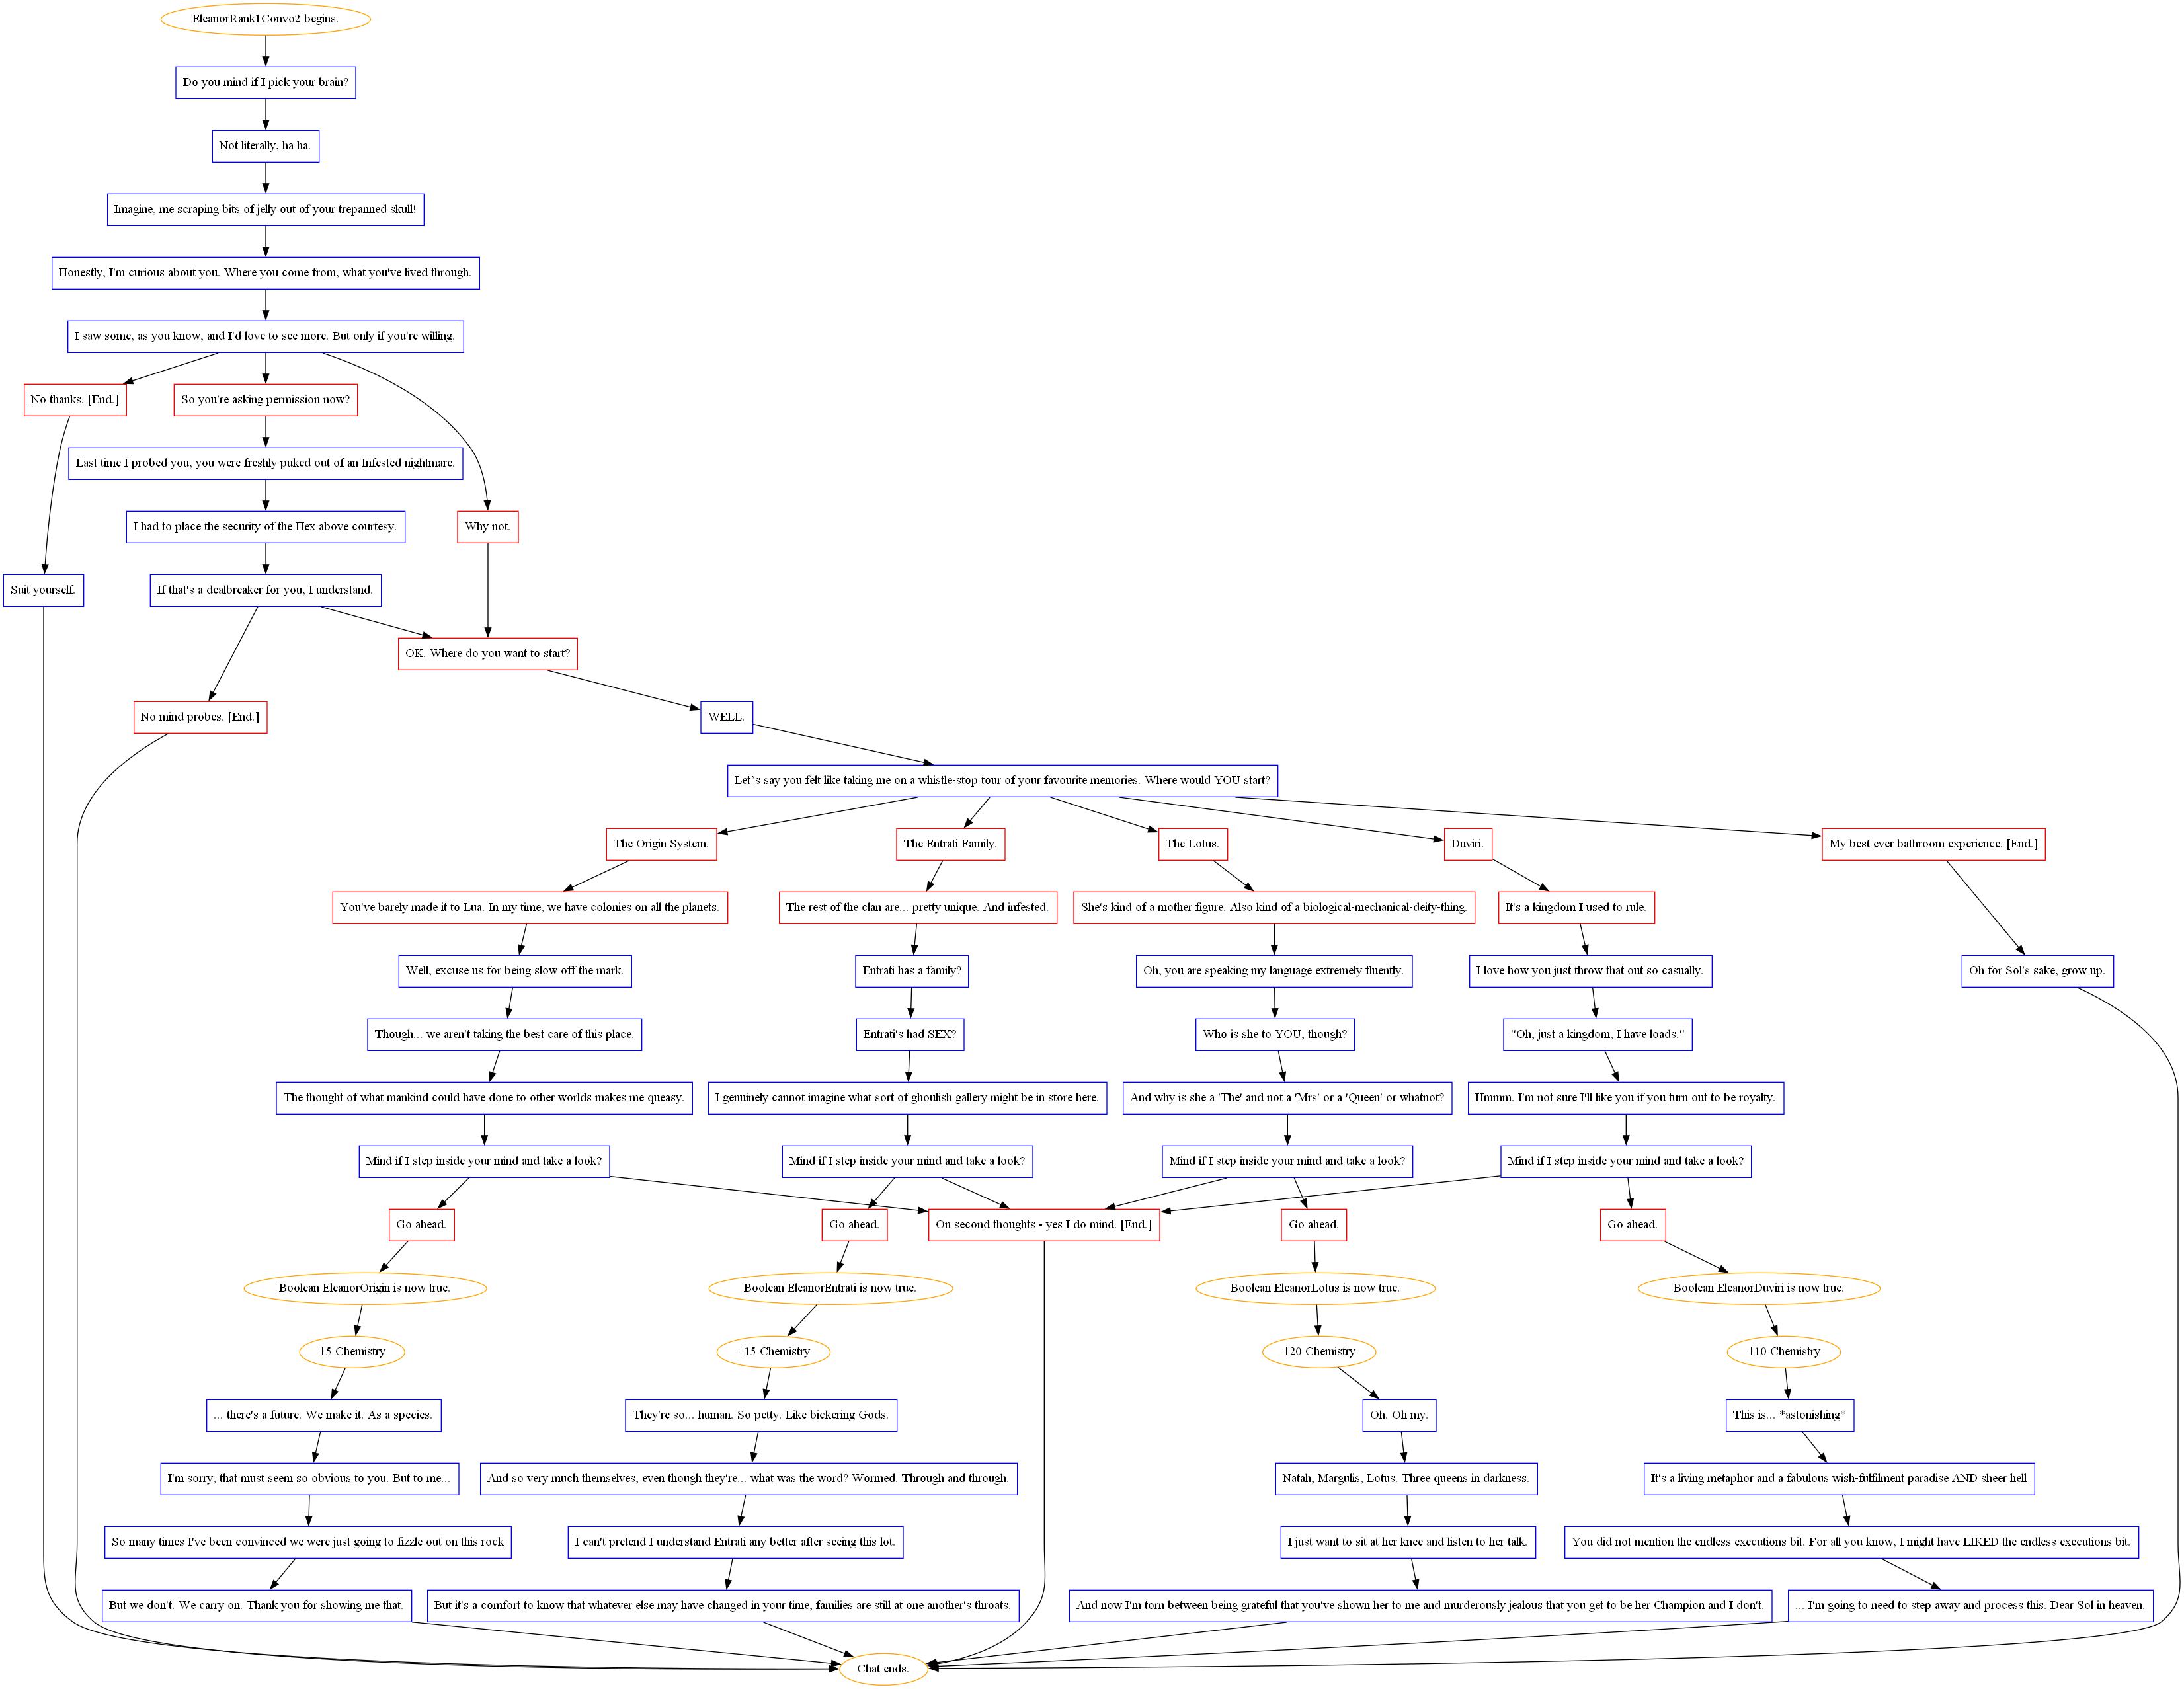 EleanorRank1Convo2 begins.
Do you mind if I pick your brain?
Not literally, ha ha.
Imagine, me scraping bits of jelly out of your trepanned skull!
Honestly, I'm curious about you. Where you come from, what you've lived through.
I saw some, as you know, and I'd love to see more. But only if you're willing.
No thanks. [End.]
So you're asking permission now?
Last time I probed you, you were freshly puked out of an Infested nightmare.
I had to place the security of the Hex above courtesy.
Why not.
Suit yourself.
If that's a dealbreaker for you, I understand.
OK. Where do you want to start?
No mind probes. [End.]
WELL.
Let`s say you felt like taking me on a whistle-stop tour of your favourite memories. Where would YOU start?
The Origin System.
The Entrati Family.
The Lotus.
Duviri.
My best ever bathroom experience. [End.]
You've barely made it to Lua. In my time, we have colonies on all the planets.
The rest of the clan are... pretty unique. And infested.
She's kind of a mother figure. Also kind of a biological-mechanical-deity-thing.
It's a kingdom I used to rule.
Well, excuse us for being slow off the mark.
Entrati has a family?
Oh, you are speaking my language extremely fluently.
I love how you just throw that out so casually.
Oh for Sol's sake, grow up.
Though... we aren't taking the best care of this place.
Entrati's had SEX?
Who is she to YOU, though?
"Oh, just a kingdom, I have loads."
The thought of what mankind could have done to other worlds makes me queasy.
I genuinely cannot imagine what sort of ghoulish gallery might be in store here.
And why is she a 'The' and not a 'Mrs' or a 'Queen' or whatnot?
Hmmm. I'm not sure I'll like you if you turn out to be royalty.
Mind if I step inside your mind and take a look?
Mind if I step inside your mind and take a look?
Mind if I step inside your mind and take a look?
Mind if I step inside your mind and take a look?
Go ahead.
Go ahead.
On second thoughts - yes I do mind. [End.]
Go ahead.
Go ahead.
Boolean EleanorOrigin is now true.
Boolean EleanorEntrati is now true.
Boolean EleanorLotus is now true.
Boolean EleanorDuviri is now true.
+5 Chemistry
+15 Chemistry
+20 Chemistry
+10 Chemistry
... there's a future. We make it. As a species.
They're so... human. So petty. Like bickering Gods.
Oh. Oh my.
This is... *astonishing*
I'm sorry, that must seem so obvious to you. But to me...
And so very much themselves, even though they're... what was the word? Wormed. Through and through.
Natah, Margulis, Lotus. Three queens in darkness.
It's a living metaphor and a fabulous wish-fulfilment paradise AND sheer hell
So many times I've been convinced we were just going to fizzle out on this rock
I can't pretend I understand Entrati any better after seeing this lot.
I just want to sit at her knee and listen to her talk.
You did not mention the endless executions bit. For all you know, I might have LIKED the endless executions bit.
But we don't. We carry on. Thank you for showing me that.
But it's a comfort to know that whatever else may have changed in your time, families are still at one another's throats.
And now I'm torn between being grateful that you've shown her to me and murderously jealous that you get to be her Champion and I don't.
... I'm going to need to step away and process this. Dear Sol in heaven.
Chat ends.